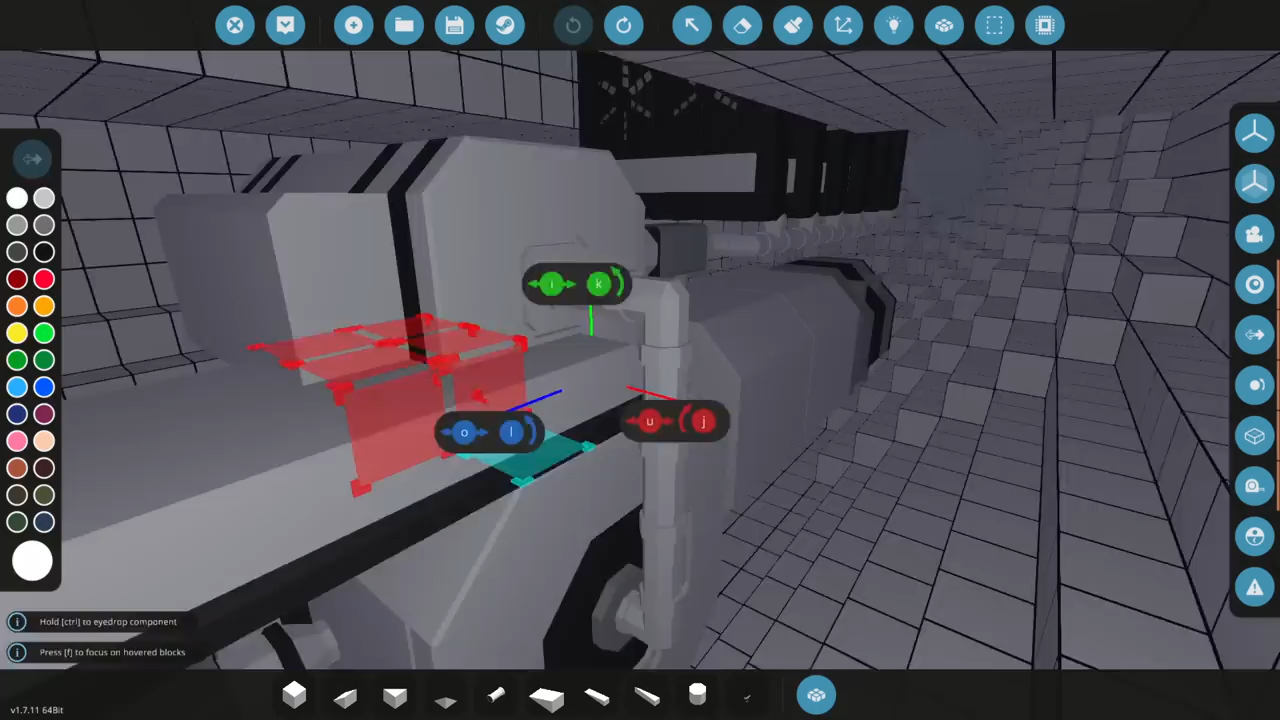 i k
u j
o l
Hold [ctrl] to eyedrop component
Press [f] to focus on hovered blocks
v1.7.11 64Bit